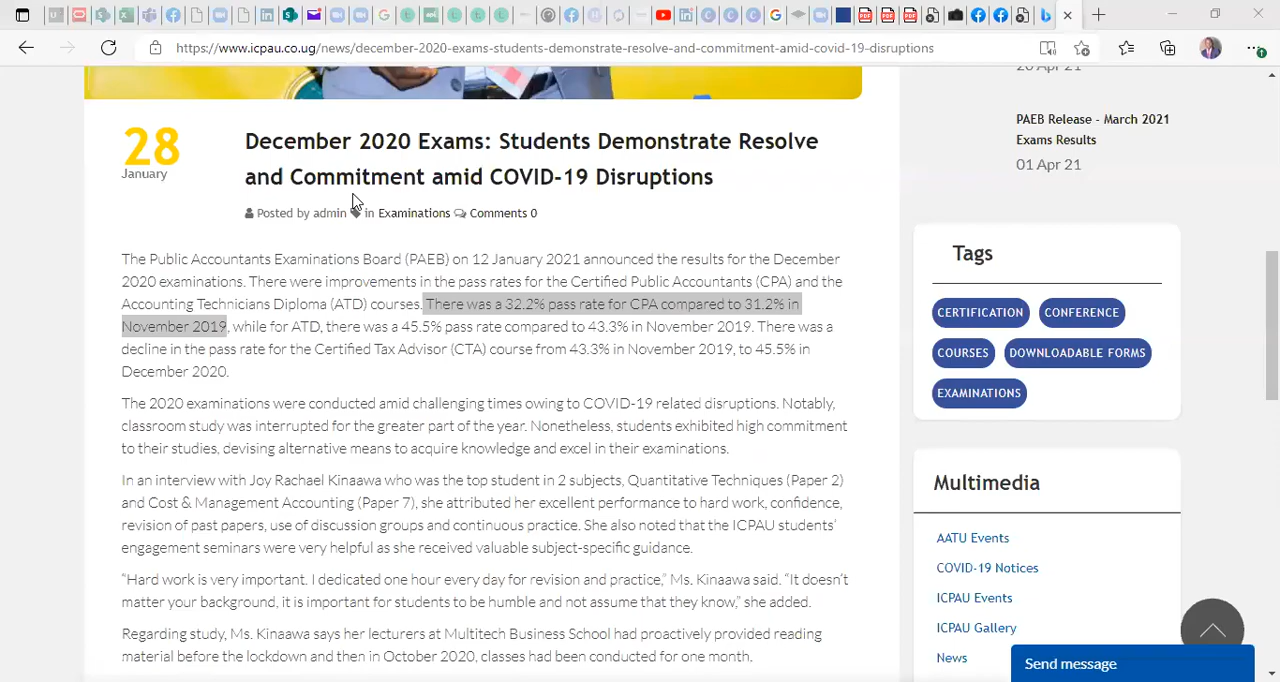 https://www.icpau.co.ug/news/december-2020-exams-students-demonstrate-resolve-and-commitment-amid-covid-19-disruptions
20 Apr 21
PAEB Release - March 2021
Exams Results
01 Apr 21
28
January
December 2020 Exams: Students Demonstrate Resolve
and Commitment amid COVID-19 Disruptions
Posted by admin in Examinations Comments 0
The Public Accountants Examinations Board (PAEB) on 12 January 2021 announced the results for the December
2020 examinations. There were improvements in the pass rates for the Certified Public Accountants (CPA) and the
Accounting Technicians Diploma (ATD) courses. There was a 32.2% pass rate for CPA compared to 31.2% in
November 2019, while for ATD, there was a 45.5% pass rate compared to 43.3% in November 2019. There was a
decline in the pass rate for the Certified Tax Advisor (CTA) course from 43.3% in November 2019, to 45.5% in
December 2020.
The 2020 examinations were conducted amid challenging times owing to COVID-19 related disruptions. Notably,
classroom study was interrupted for the greater part of the year. Nonetheless, students exhibited high commitment
to their studies, devising alternative means to acquire knowledge and excel in their examinations.
In an interview with Joy Rachael Kinaawa who was the top student in 2 subjects, Quantitative Techniques (Paper 2)
and Cost & Management Accounting (Paper 7), she attributed her excellent performance to hard work, confidence,
revision of past papers, use of discussion groups and continuous practice. She also noted that the ICPAU students’
engagement seminars were very helpful as she received valuable subject-specific guidance.
“Hard work is very important. I dedicated one hour every day for revision and practice,” Ms. Kinaawa said. “It doesn’t
matter your background, it is important for students to be humble and not assume that they know,” she added.
Regarding study, Ms. Kinaawa says her lecturers at Multitech Business School had proactively provided reading
material before the lockdown and then in October 2020, classes had been conducted for one month.
Tags
CERTIFICATION
CONFERENCE
COURSES
DOWNLOADABLE FORMS
EXAMINATIONS
Multimedia
AATU Events
COVID-19 Notices
ICPAU Events
ICPAU Gallery
News
Send message